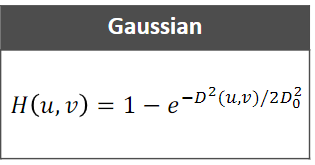 Gaussian
H(u, v) = 1 − e^{−D²(u,v)/2D₀²}